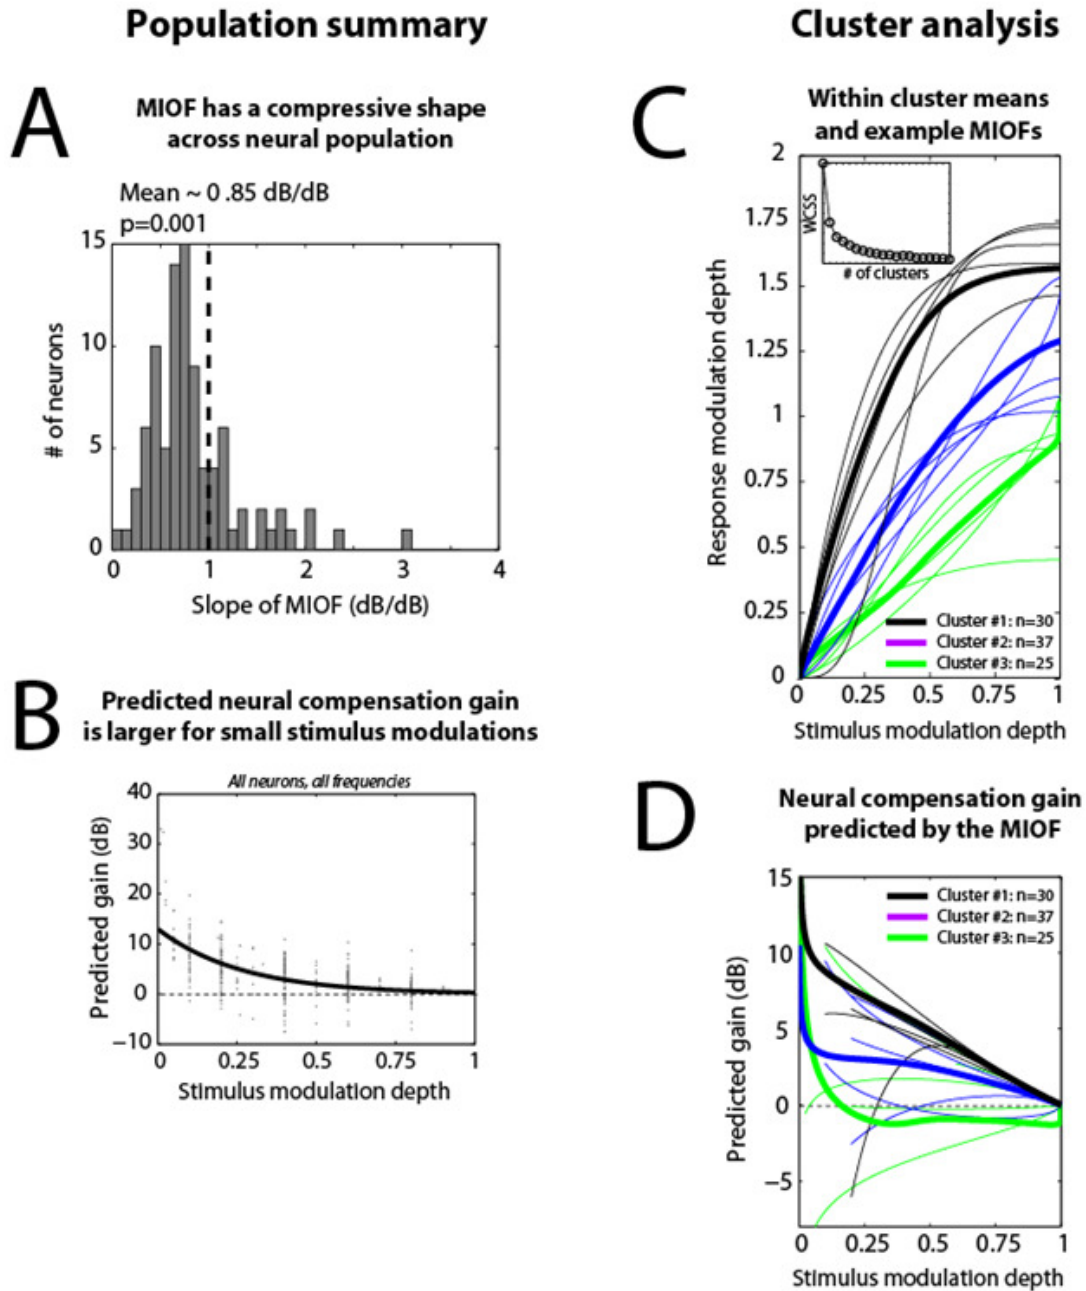 Population summary
Cluster analysis
A
MIOF has a compressive shape
across neural population
Mean ~ 0 .85 dB/dB
p=0.001
15
10
5
0
# of neurons
0
1
2
3
4
Slope of MIOF (dB/dB)
B
Predicted neural compensation gain
is larger for small stimulus modulations
All neurons, all frequencies
40
30
20
10
0
−10
Predicted gain (dB)
0
0.25
0.5
0.75
1
Stimulus modulation depth
C
Within cluster means
and example MIOFs
2
1.75
1.5
1.25
1
0.75
0.5
0.25
0
Response modulation depth
WCSS
# of clusters
Cluster #1: n=30
Cluster #2: n=37
Cluster #3: n=25
0
0.25
0.5
0.75
1
Stimulus modulation depth
D
Neural compensation gain
predicted by the MIOF
15
10
5
0
−5
Predicted gain (dB)
Cluster #1: n=30
Cluster #2: n=37
Cluster #3: n=25
0
0.25
0.5
0.75
1
Stimulus modulation depth